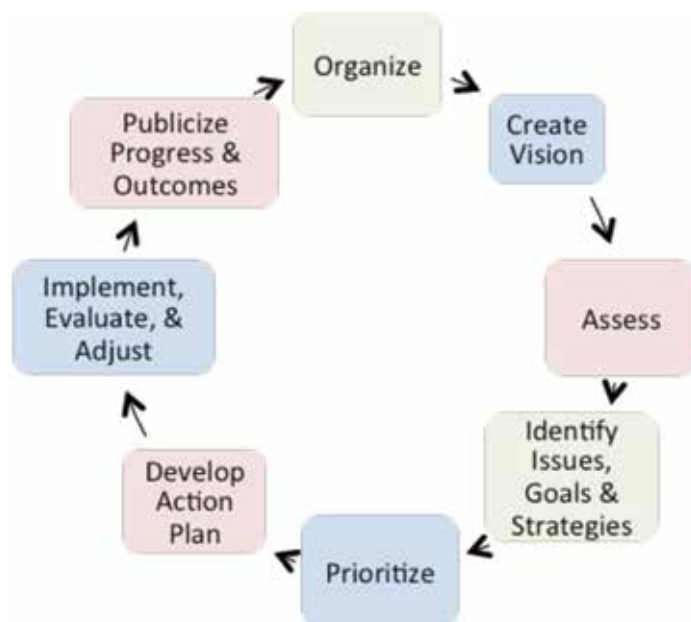 Organize
Create
Vision
Assess
Identify
Issues,
Goals &
Strategies
Prioritize
Develop
Action
Plan
Implement,
Evaluate, &
Adjust
Publicize
Progress &
Outcomes